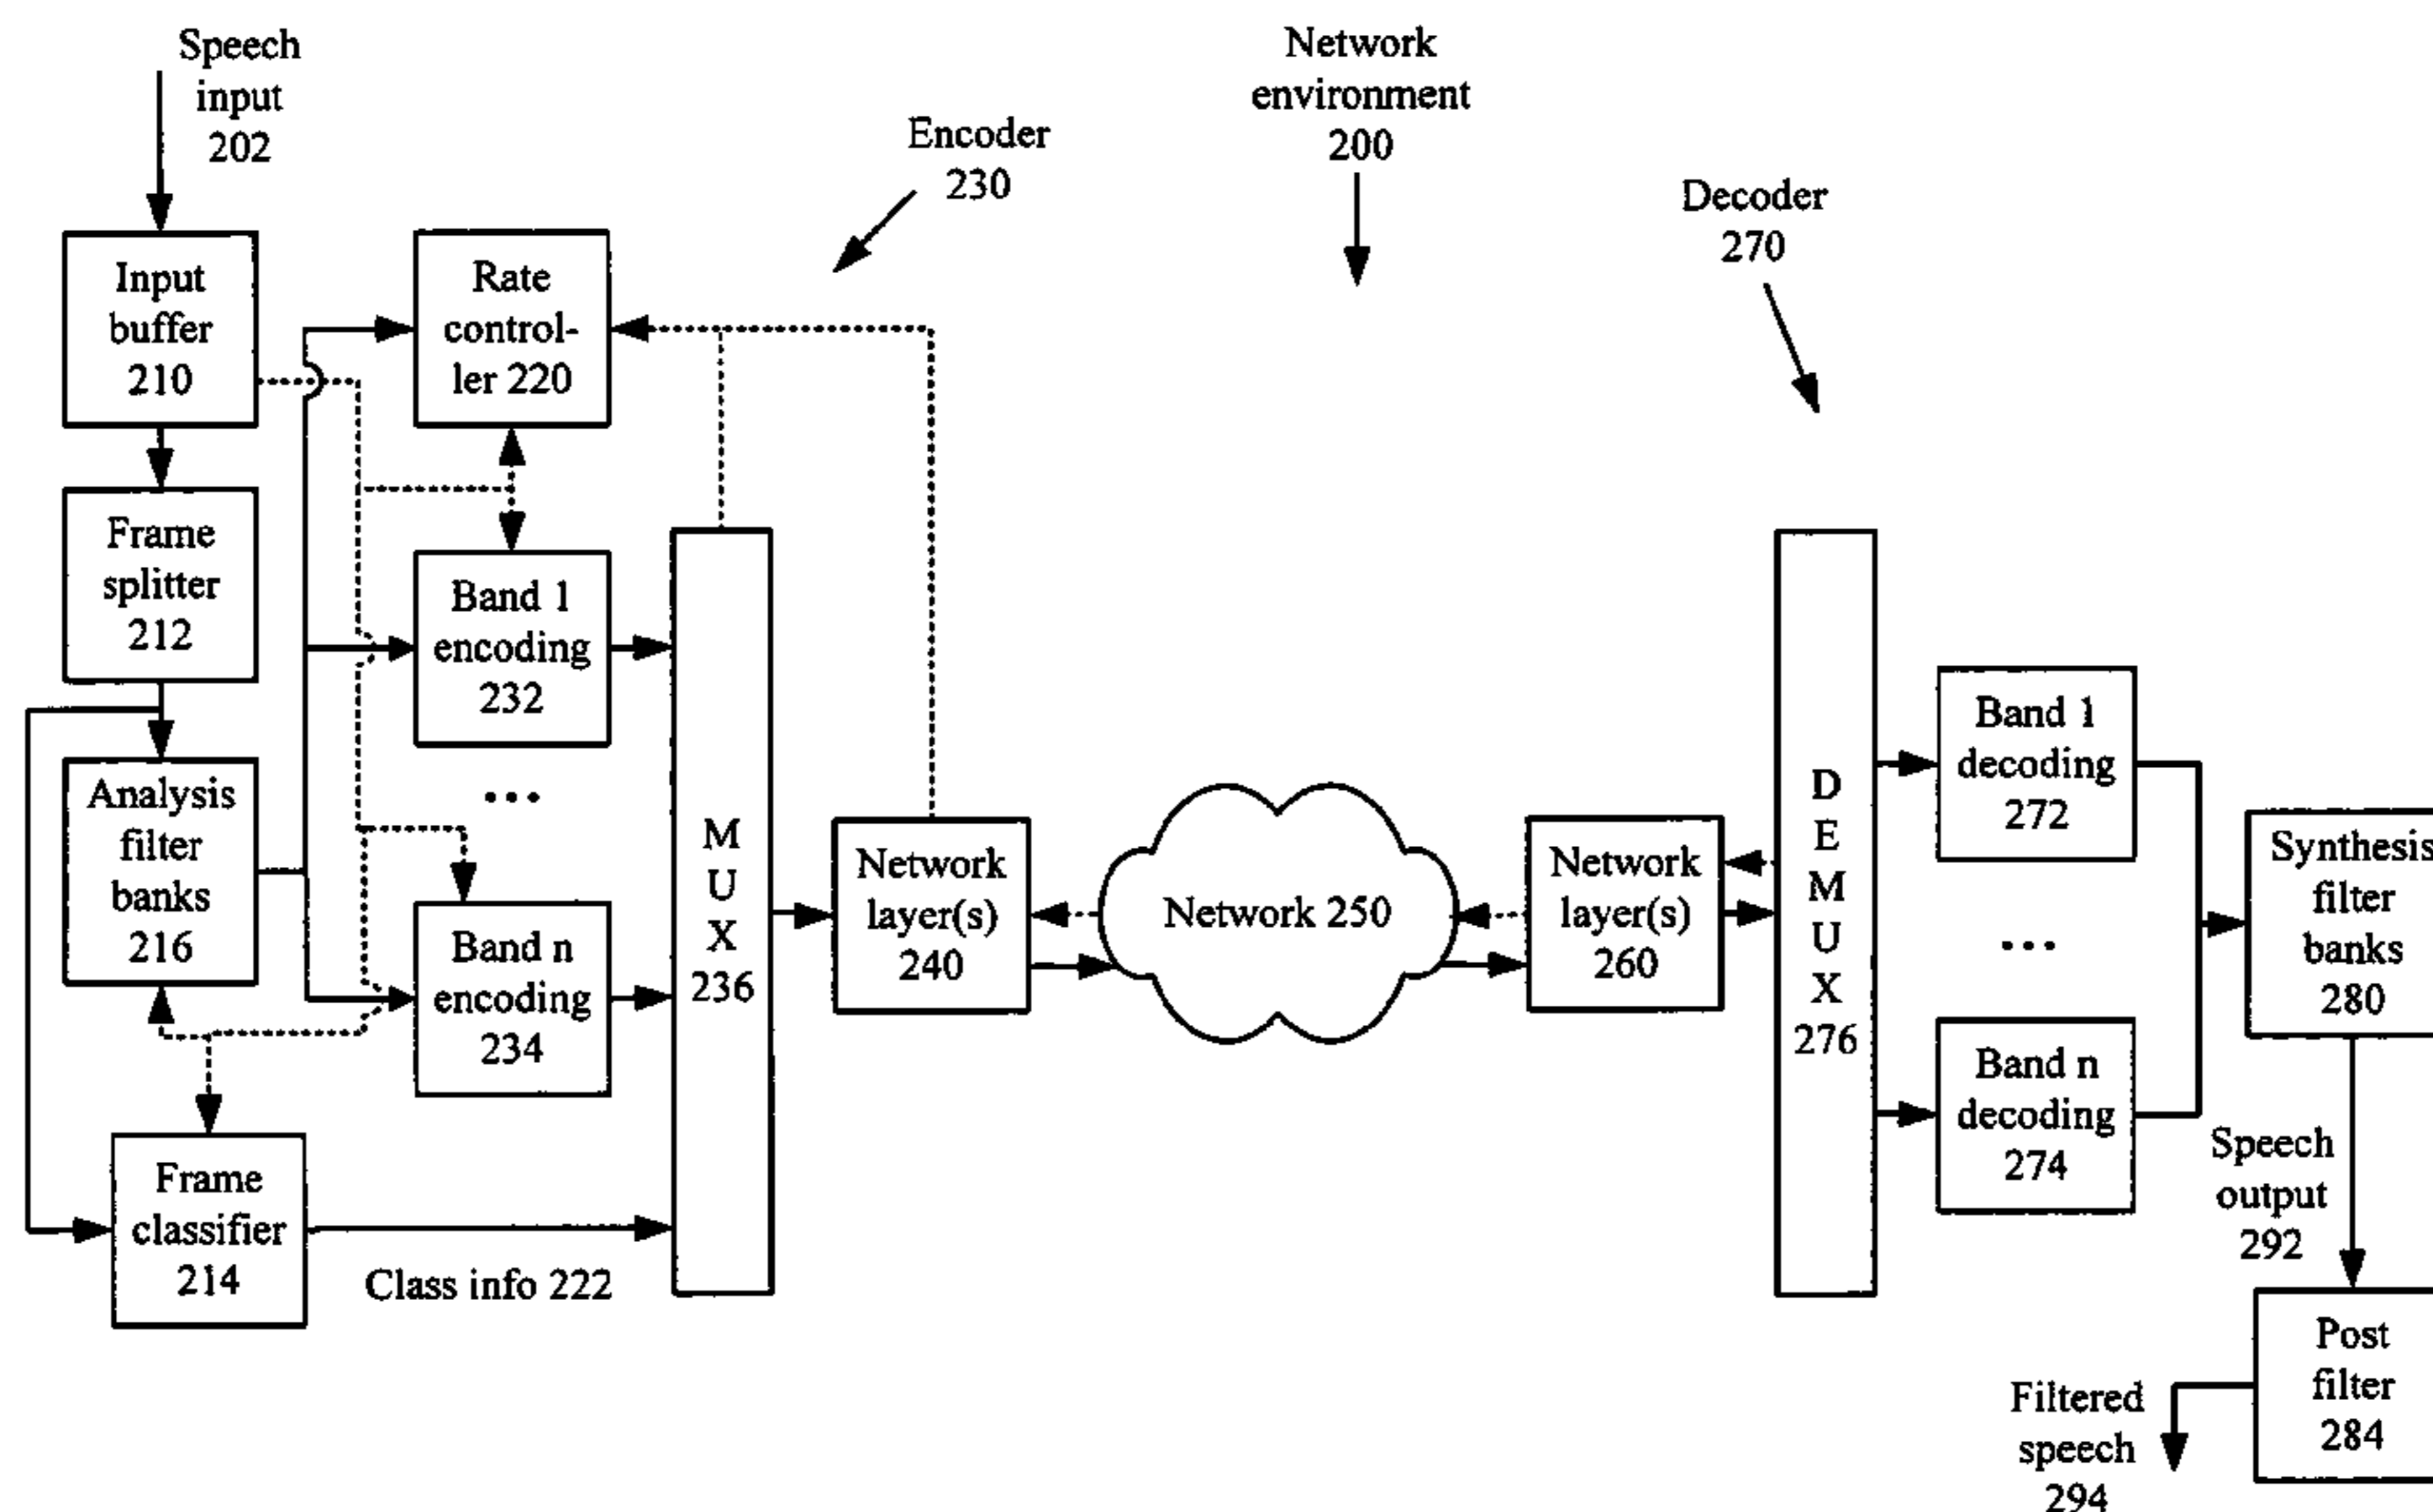 Speech
input
202
Network
environment
200
Encoder
230
Decoder
270
Input
buffer
210
Rate
control-
ler 220
Frame
splitter
212
Band 1
encoding
232
...
Analysis
filter
banks
216
Band n
encoding
234
Frame
classifier
214
Class info 222
M
U
X
236
Network
layer(s)
240
Network 250
Network
layer(s)
260
D
E
M
U
X
276
Band 1
decoding
272
...
Band n
decoding
274
Synthesis
filter
banks
280
Speech
output
292
Post
filter
284
Filtered
speech
294